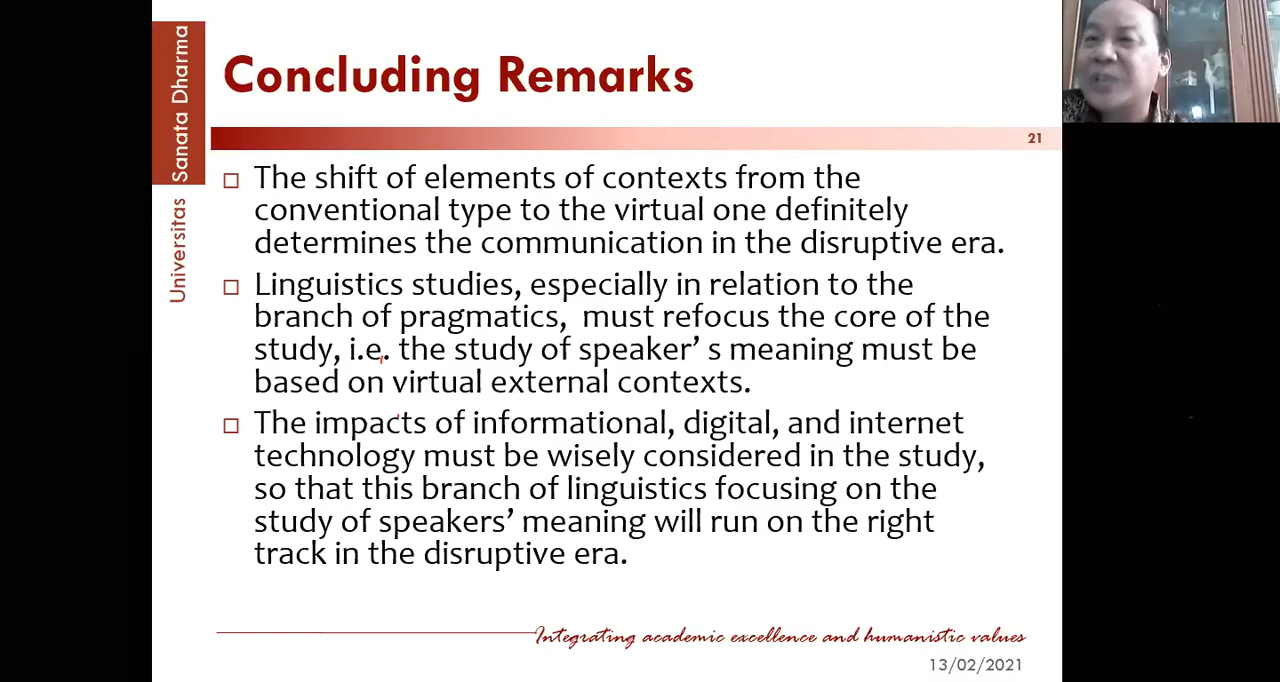 Universitas Sanata Dharma
Concluding Remarks
21
The shift of elements of contexts from the
conventional type to the virtual one definitely
determines the communication in the disruptive era.
Linguistics studies, especially in relation to the
branch of pragmatics, must refocus the core of the
study, i.e. the study of speaker' s meaning must be
based on virtual external contexts.
The impacts of informational, digital, and internet
technology must be wisely considered in the study,
so that this branch of linguistics focusing on the
study of speakers' meaning will run on the right
track in the disruptive era.
Integrating academic excellence and humanistic values
13/02/2021